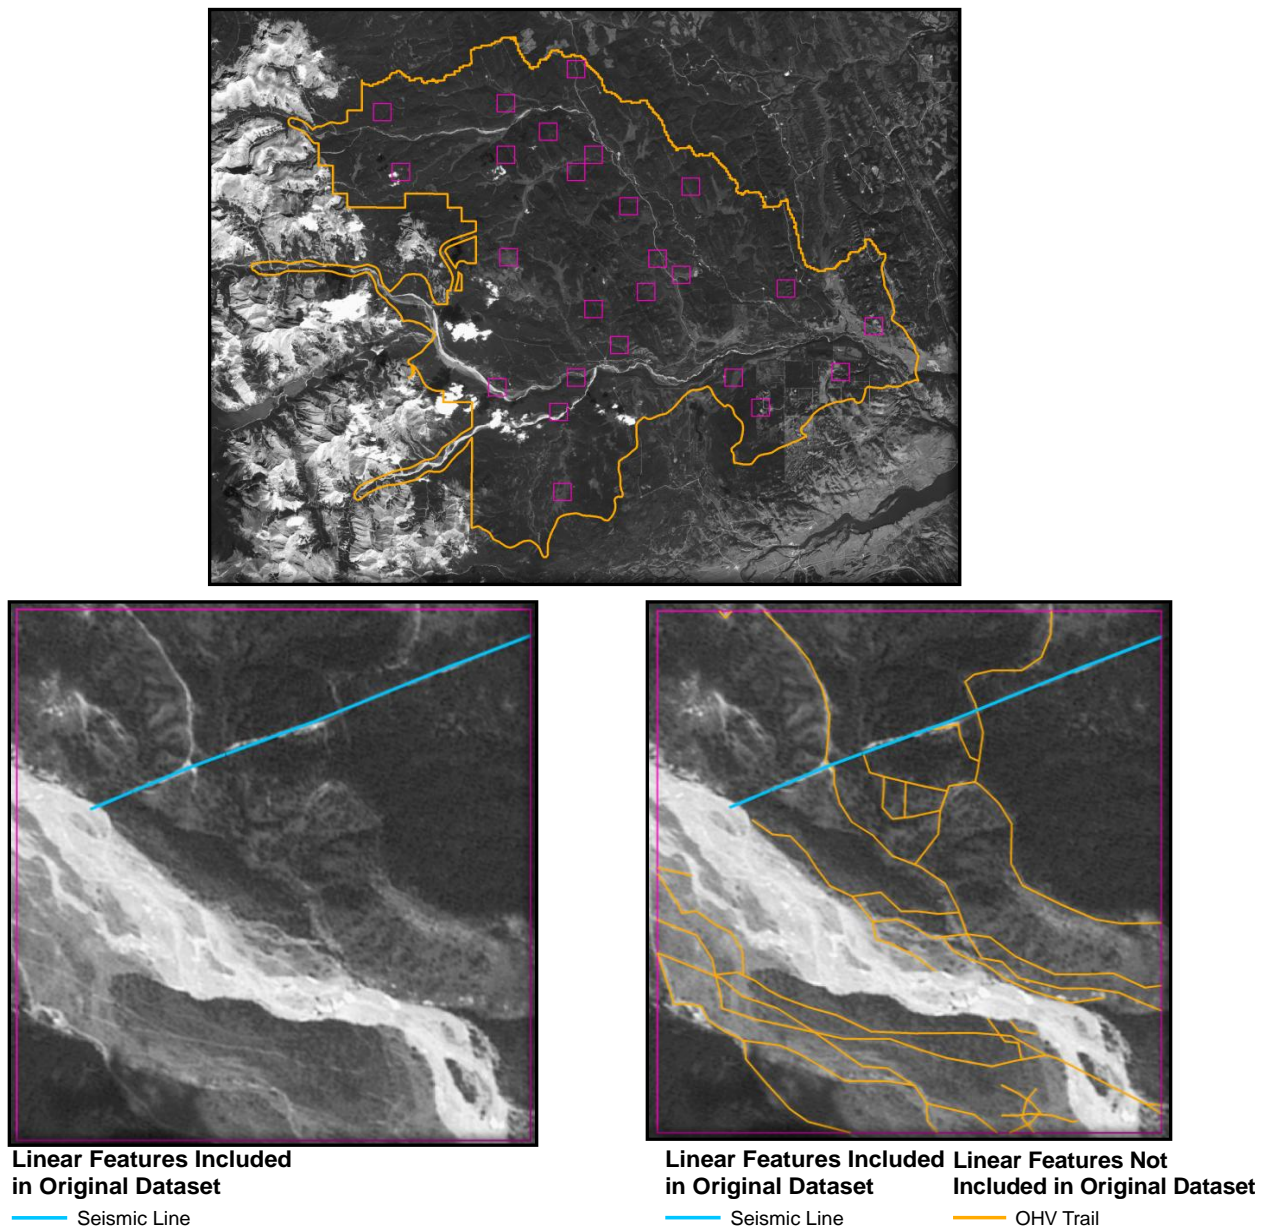 Linear Features Included
in Original Dataset
Seismic Line
Linear Features Included
in Original Dataset
Seismic Line
Linear Features Not
Included in Original Dataset
OHV Trail